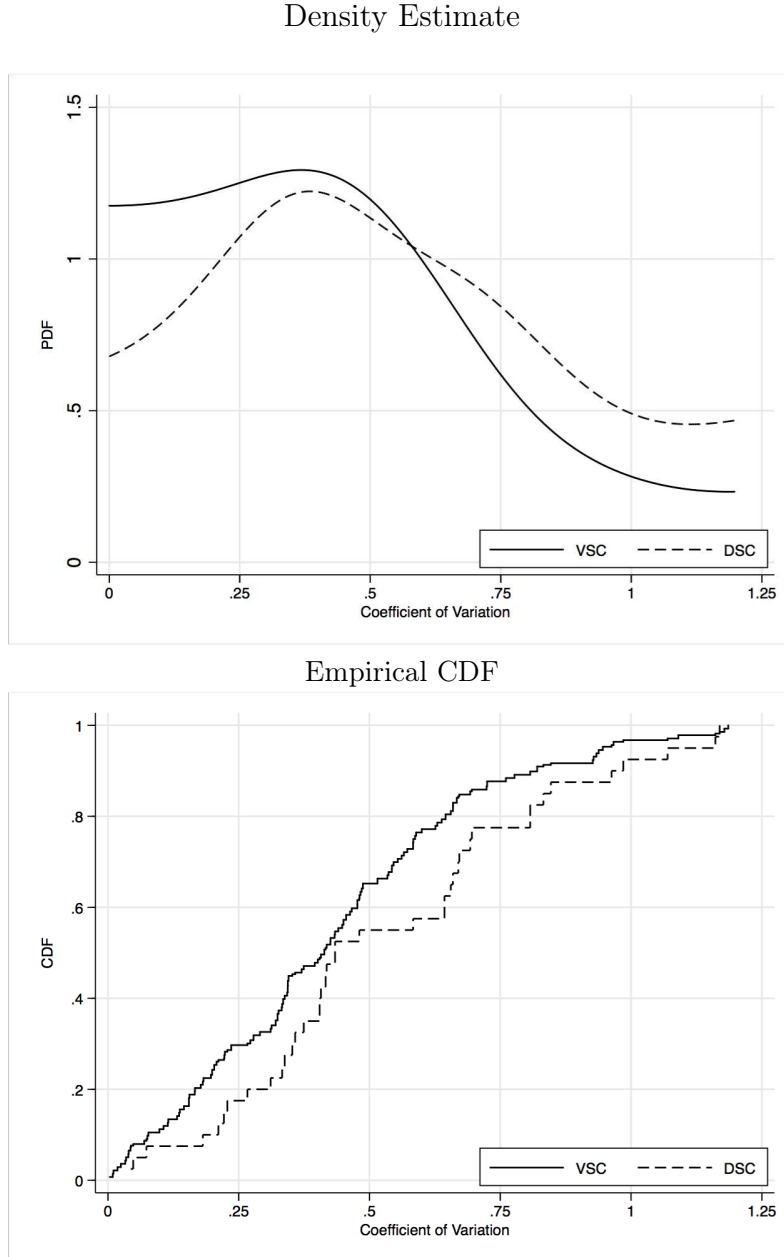 Density Estimate
1.5
1
.5
0
PDF
0 .25 .5 .75 1 1.25
Coefficient of Variation
VSC DSC
Empirical CDF
1
.8
.6
.4
.2
0
CDF
0 .25 .5 .75 1 1.25
Coefficient of Variation
VSC DSC